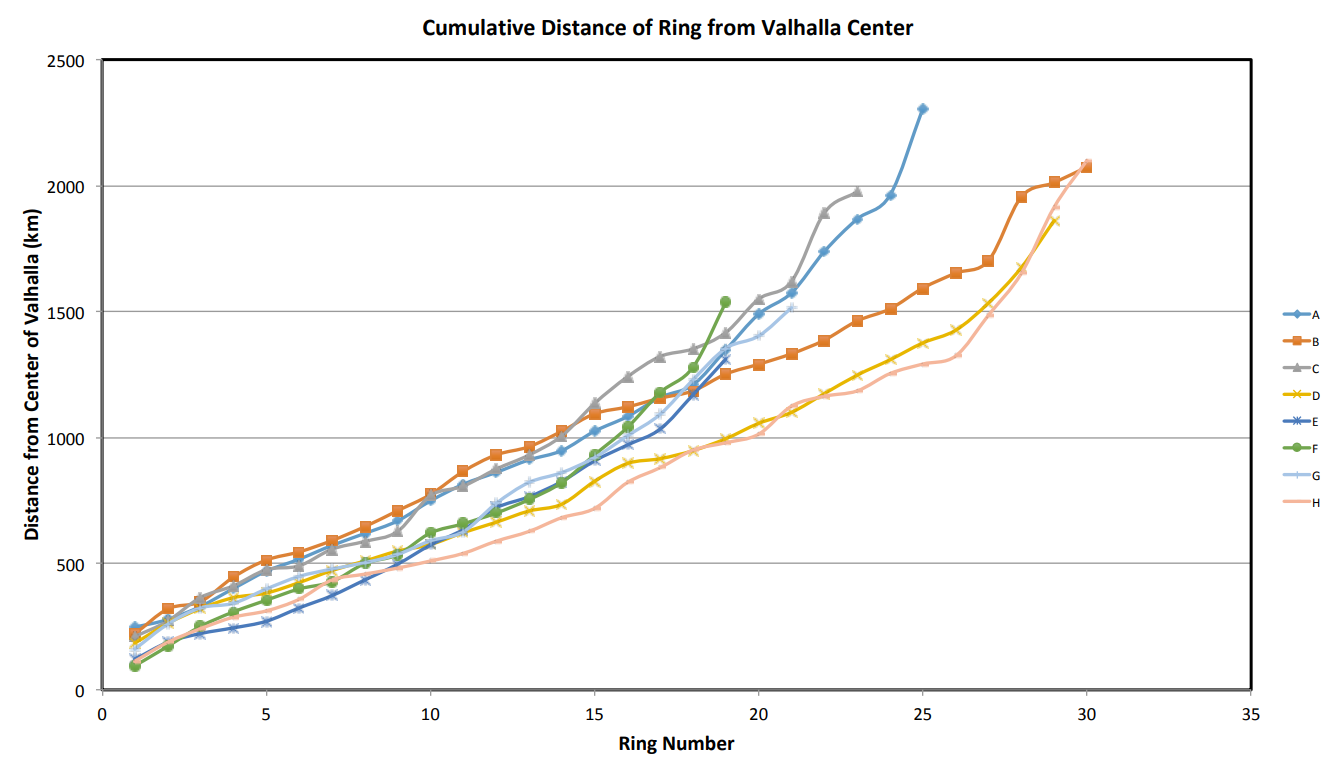 Cumulative Distance of Ring from Valhalla Center
2500
2000
1500
1000
500
0
Distance from Center of Valhalla (km)
0 5 10 15 20 25 30 35
Ring Number
A
B
C
D
E
F
G
H